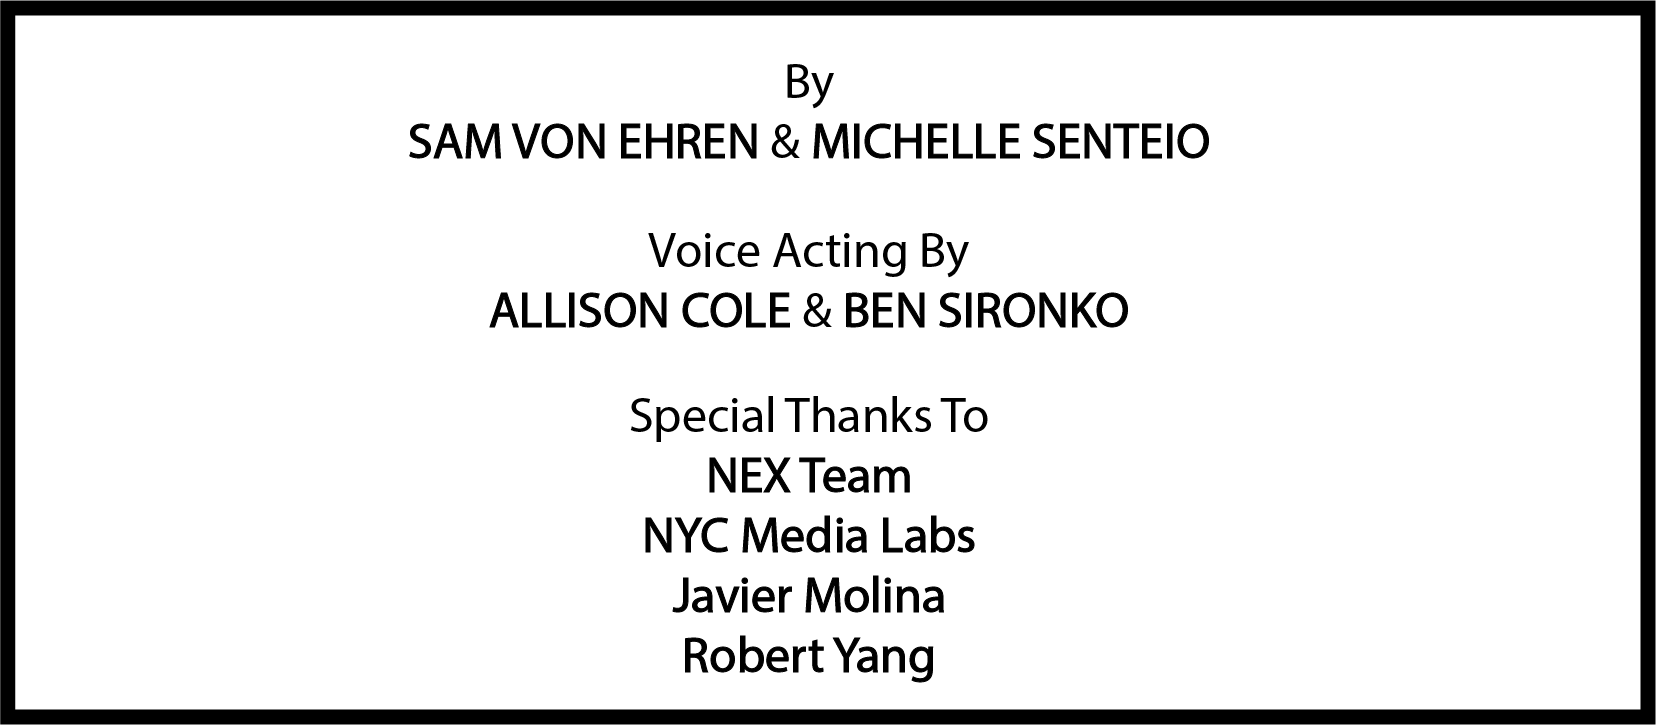 By
SAM VON EHREN & MICHELLE SENTEIO
Voice Acting By
ALLISON COLE & BEN SIRONKO
Special Thanks To
NEX Team
NYC Media Labs
Javier Molina
Robert Yang